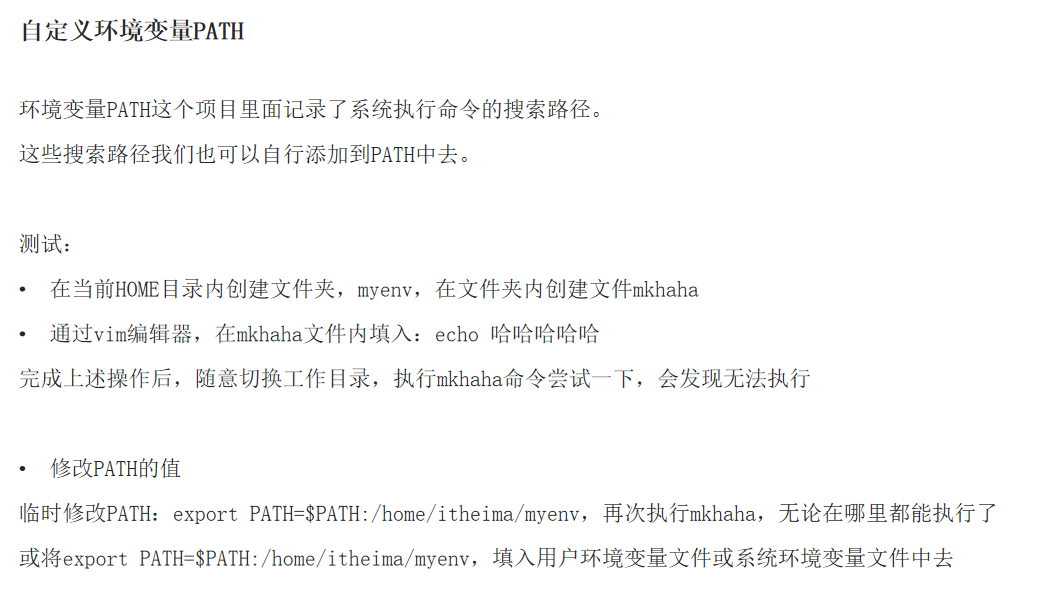 自定义环境变量PATH
环境变量PATH这个项目里面记录了系统执行命令的搜索路径。
这些搜索路径我们也可以自行添加到PATH中去。
测试：
• 在当前HOME目录内创建文件夹，myenv，在文件夹内创建文件mkhaha
• 通过vim编辑器，在mkhaha文件内填入：echo 哈哈哈哈哈
完成上述操作后，随意切换工作目录，执行mkhaha命令尝试一下，会发现无法执行
• 修改PATH的值
临时修改PATH：export PATH=$PATH:/home/itheima/myenv，再次执行mkhaha，无论在哪里都能执行了
或将export PATH=$PATH:/home/itheima/myenv，填入用户环境变量文件或系统环境变量文件中去